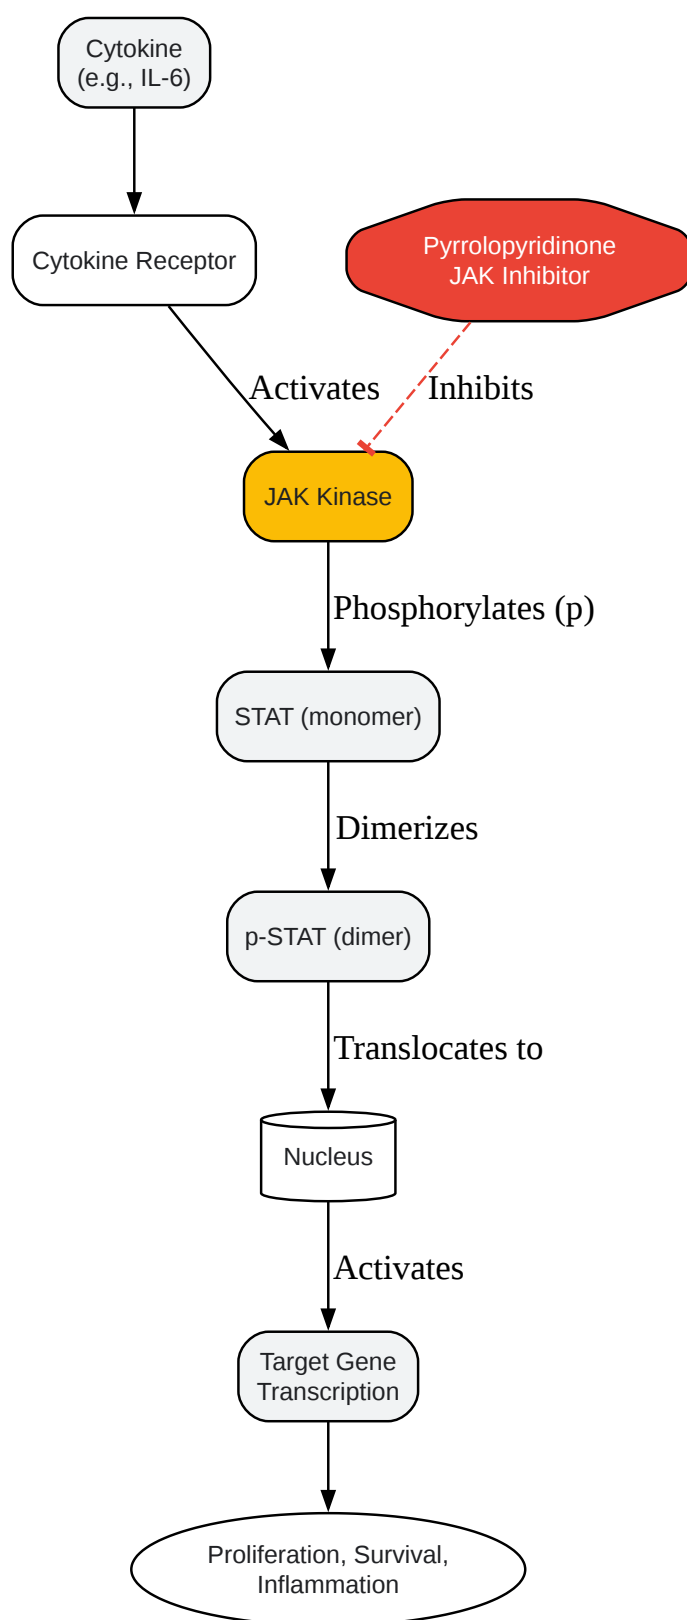 Cytokine
(e.g., IL-6)
Cytokine Receptor
Pyrrolopyridinone
JAK Inhibitor
Activates
Inhibits
JAK Kinase
Phosphorylates (p)
STAT (monomer)
Dimerizes
p-STAT (dimer)
Translocates to
Nucleus
Activates
Target Gene
Transcription
Proliferation, Survival,
Inflammation